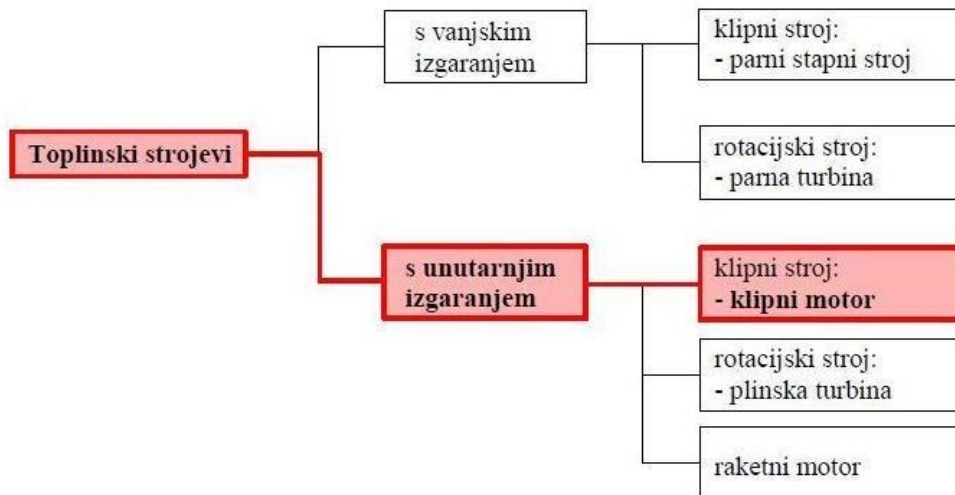 Toplinski strojevi
s vanjskim
izgaranjem
klipni stroj:
- parni stapni stroj
rotacijski stroj:
- parna turbina
s unutarnjim
izgaranjem
klipni stroj:
- klipni motor
rotacijski stroj:
- plinska turbina
raketni motor